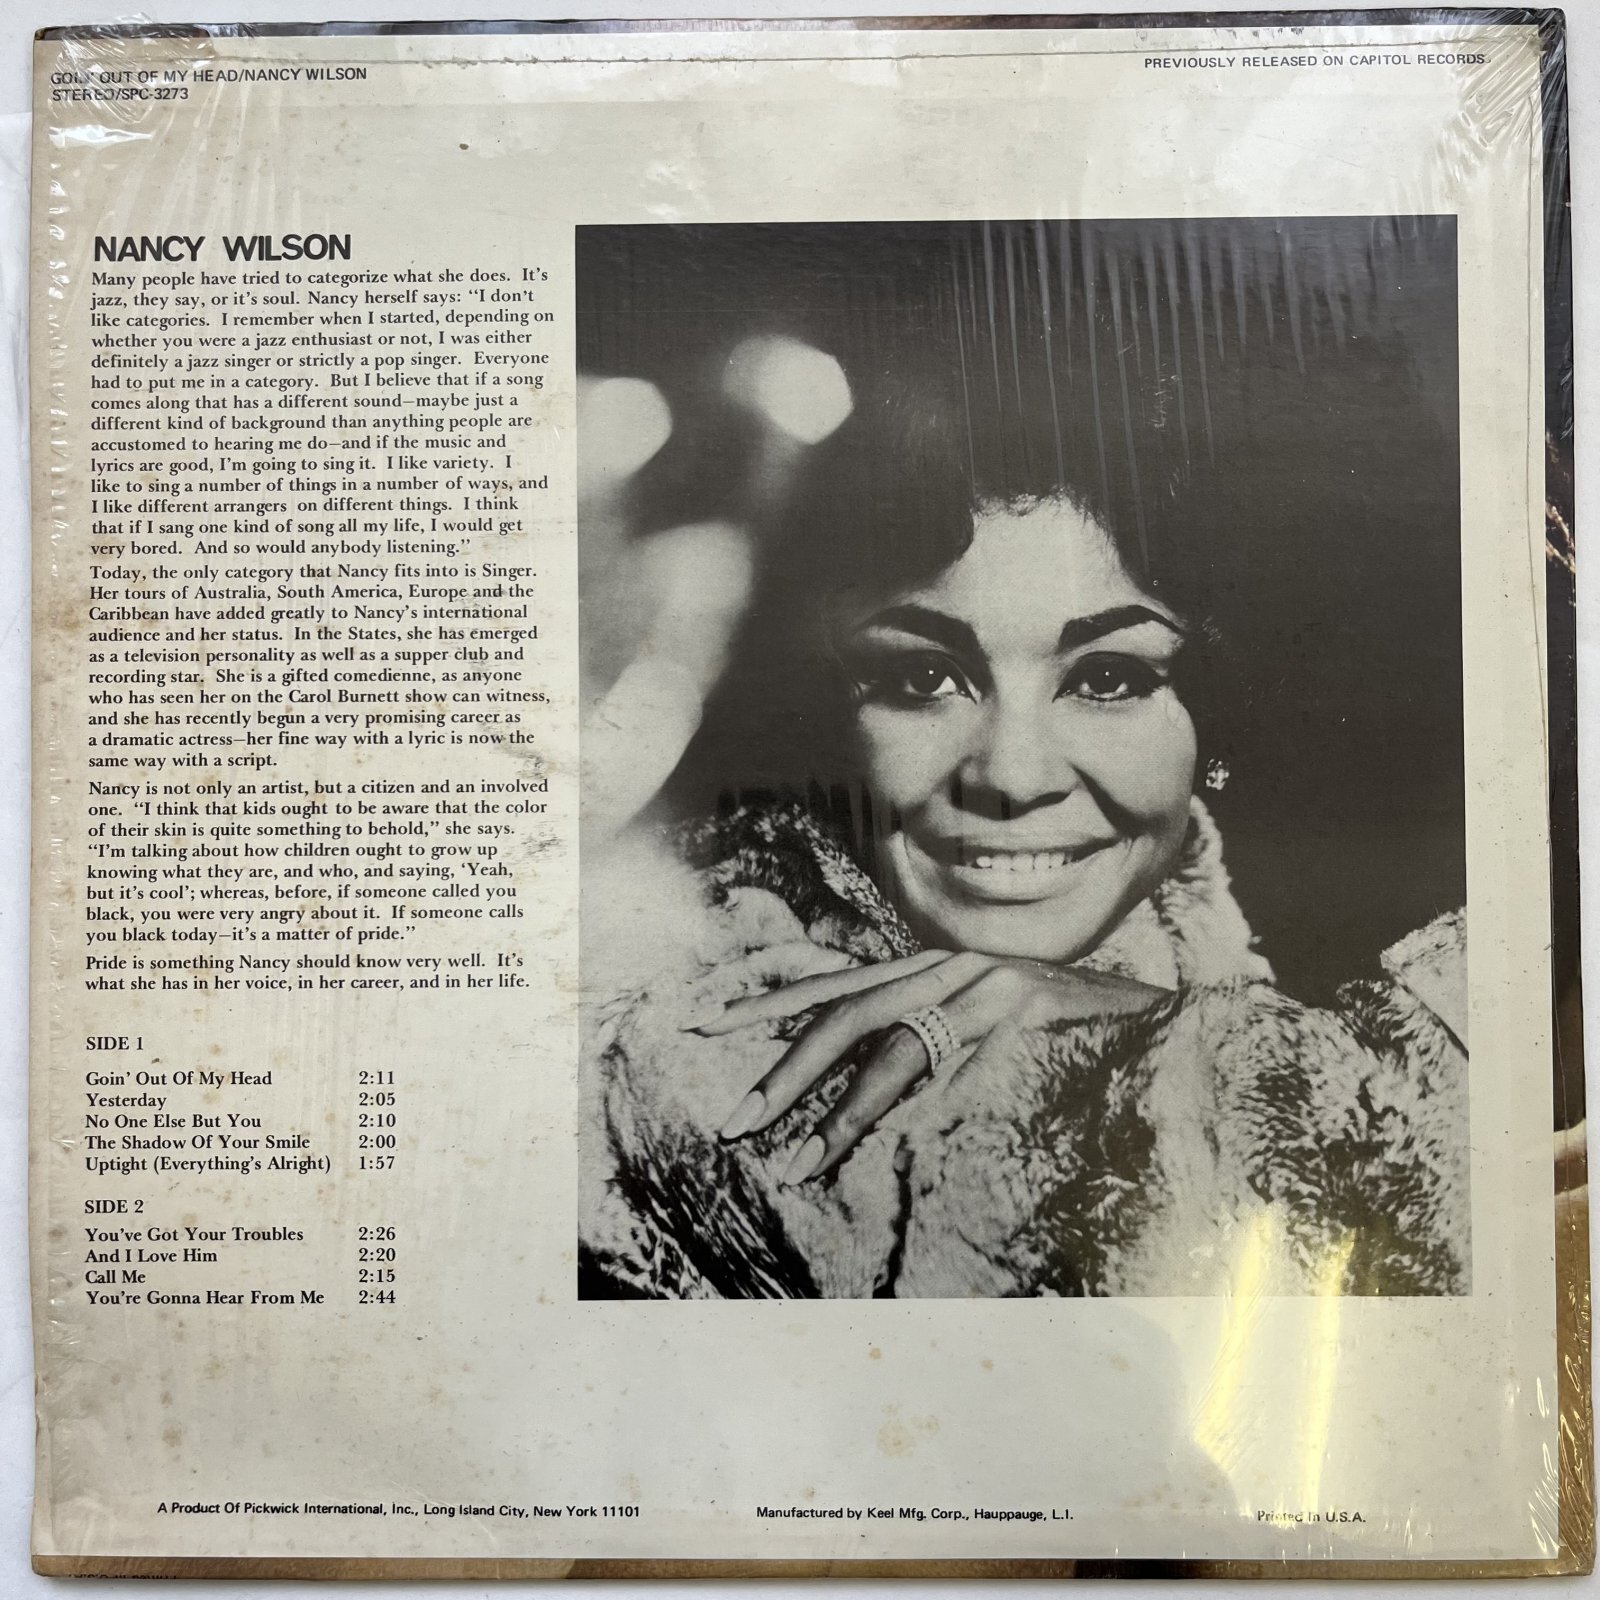 GOIN' OUT OF MY HEAD/NANCY WILSON
STEREO/SPC-3273
PREVIOUSLY RELEASED ON CAPITOL RECORDS.
NANCY WILSON
Many people have tried to categorize what she does. It's
jazz, they say, or it's soul. Nancy herself says: "I don't
like categories. I remember when I started, depending on
whether you were a jazz enthusiast or not, I was either
definitely a jazz singer or strictly a pop singer. Everyone
had to put me in a category. But I believe that if a song
comes along that has a different sound—maybe just a
different kind of background than anything people are
accustomed to hearing me do—and if the music and
lyrics are good, I'm going to sing it. I like variety. I
like to sing a number of things in a number of ways, and
I like different arrangers on different things. I think
that if I sang one kind of song all my life, I would get
very bored. And so would anybody listening."
Today, the only category that Nancy fits into is Singer.
Her tours of Australia, South America, Europe and the
Caribbean have added greatly to Nancy's international
audience and her status. In the States, she has emerged
as a television personality as well as a supper club and
recording star. She is a gifted comedienne, as anyone
who has seen her on the Carol Burnett show can witness,
and she has recently begun a very promising career as
a dramatic actress—her fine way with a lyric is now the
same way with a script.
Nancy is not only an artist, but a citizen and an involved
one. "I think that kids ought to be aware that the color
of their skin is quite something to behold," she says.
"I'm talking about how children ought to grow up
knowing what they are, and who, and saying, 'Yeah,
but it's cool'; whereas, before, if someone called you
black, you were very angry about it. If someone calls
you black today—it's a matter of pride."
Pride is something Nancy should know very well. It's
what she has in her voice, in her career, and in her life.
SIDE 1
Goin' Out Of My Head 2:11
Yesterday 2:05
No One Else But You 2:10
The Shadow Of Your Smile 2:00
Uptight (Everything's Alright) 1:57
SIDE 2
You've Got Your Troubles 2:26
And I Love Him 2:20
Call Me 2:15
You're Gonna Hear From Me 2:44
A Product Of Pickwick International, Inc., Long Island City, New York 11101
Manufactured by Keel Mfg. Corp., Hauppauge, L.I.
Printed In U.S.A.